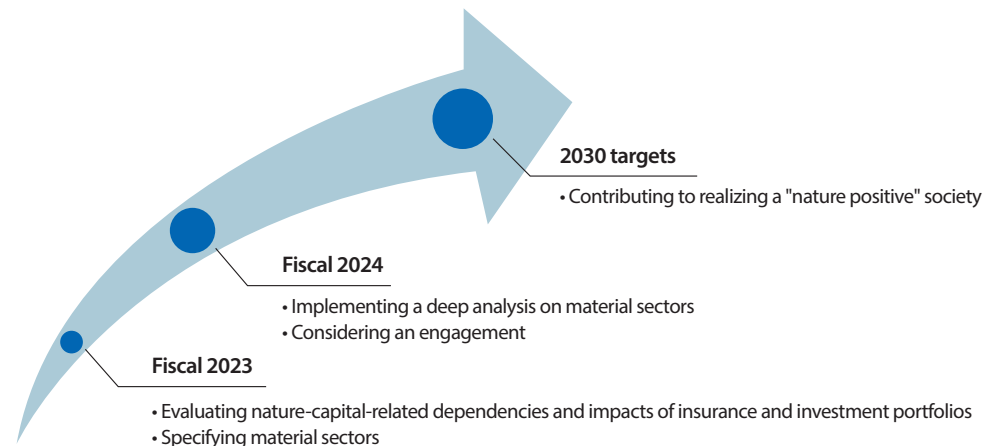 2030 targets
• Contributing to realizing a "nature positive" society
Fiscal 2024
• Implementing a deep analysis on material sectors
• Considering an engagement
Fiscal 2023
• Evaluating nature-capital-related dependencies and impacts of insurance and investment portfolios
• Specifying material sectors